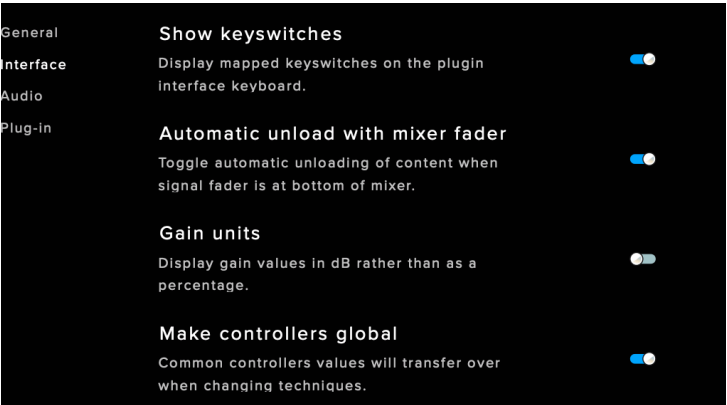 General
Interface
Audio
Plug-in
Show keyswitches
Display mapped keyswitches on the plugin
interface keyboard.
Automatic unload with mixer fader
Toggle automatic unloading of content when
signal fader is at bottom of mixer.
Gain units
Display gain values in dB rather than as a
percentage.
Make controllers global
Common controllers values will transfer over
when changing techniques.